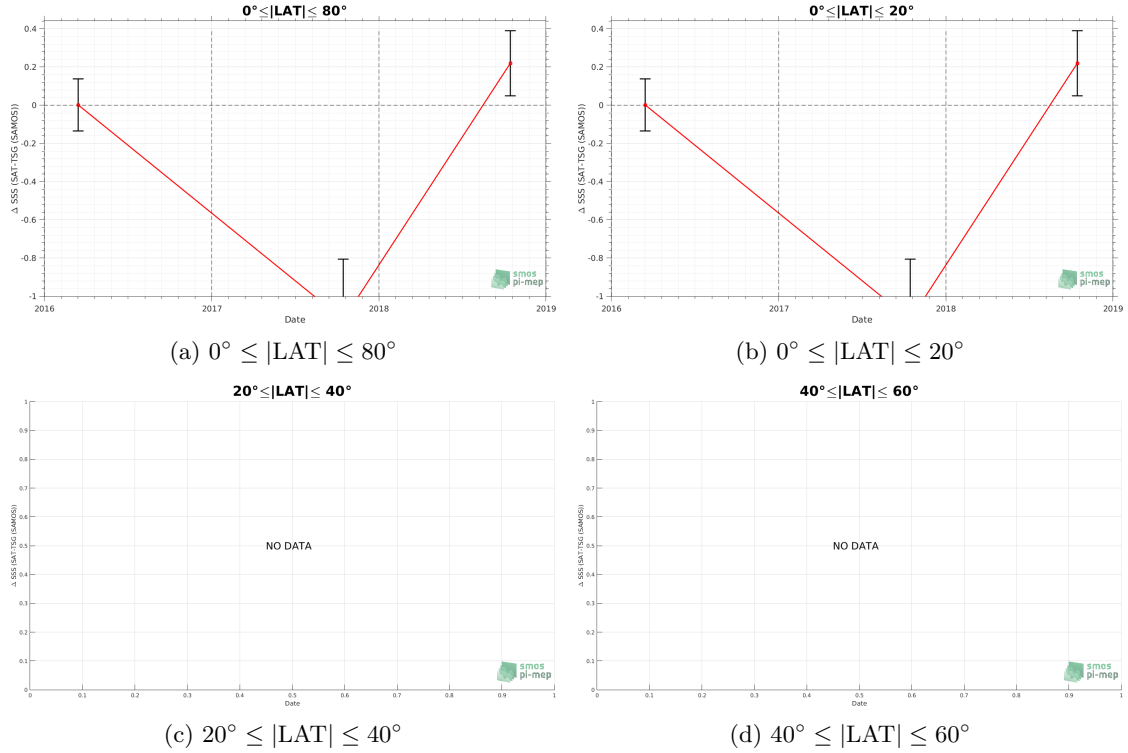 0°≤|LAT|≤ 80°
0.4
0.2
0
-0.2
-0.4
-0.6
-0.8
-1
Δ SSS (SAT-TSG (SAMOS))
2016
2017
2018
2019
Date
smos
pi-mep
(a) 0° ≤ |LAT| ≤ 80°
0°≤|LAT|≤ 20°
0.4
0.2
0
-0.2
-0.4
-0.6
-0.8
-1
Δ SSS (SAT-TSG (SAMOS))
2016
2017
2018
2019
Date
smos
pi-mep
(b) 0° ≤ |LAT| ≤ 20°
20°≤|LAT|≤ 40°
1
0.9
0.8
0.7
0.6
0.5
0.4
0.3
0.2
0.1
0
Δ SSS (SAT-TSG (SAMOS))
NO DATA
0
0.1
0.2
0.3
0.4
0.5
0.6
0.7
0.8
0.9
1
Date
smos
pi-mep
(c) 20° ≤ |LAT| ≤ 40°
40°≤|LAT|≤ 60°
1
0.9
0.8
0.7
0.6
0.5
0.4
0.3
0.2
0.1
0
Δ SSS (SAT-TSG (SAMOS))
NO DATA
0
0.1
0.2
0.3
0.4
0.5
0.6
0.7
0.8
0.9
1
Date
smos
pi-mep
(d) 40° ≤ |LAT| ≤ 60°